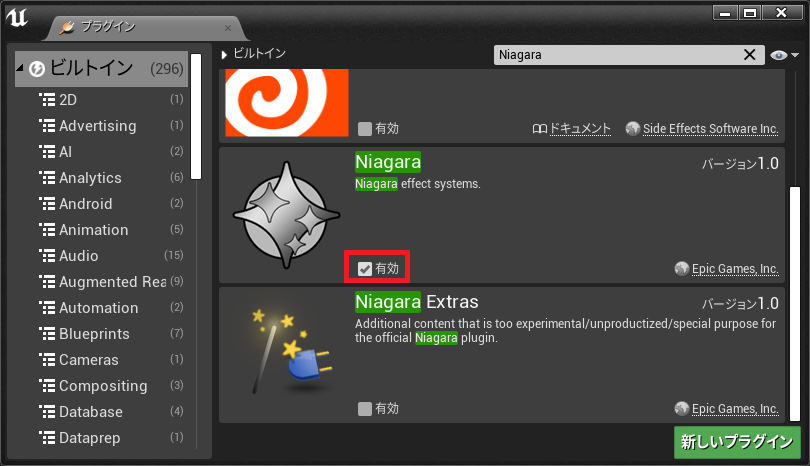 プラグイン
ビルトイン (296)
2D (1)
Advertising (1)
AI (2)
Analytics (6)
Android (2)
Animation (5)
Audio (15)
Augmented Rea (9)
Automation (2)
Blueprints (7)
Cameras (1)
Compositing (3)
Database (4)
Dataprep (1)
ビルトイン
Niagara
有効
ドキュメント
Side Effects Software Inc.
Niagara
バージョン1.0
Niagara effect systems.
有効
Epic Games, Inc.
Niagara Extras
バージョン1.0
Additional content that is too experimental/unproductized/special purpose for
the official Niagara plugin.
有効
Epic Games, Inc.
新しいプラグイン